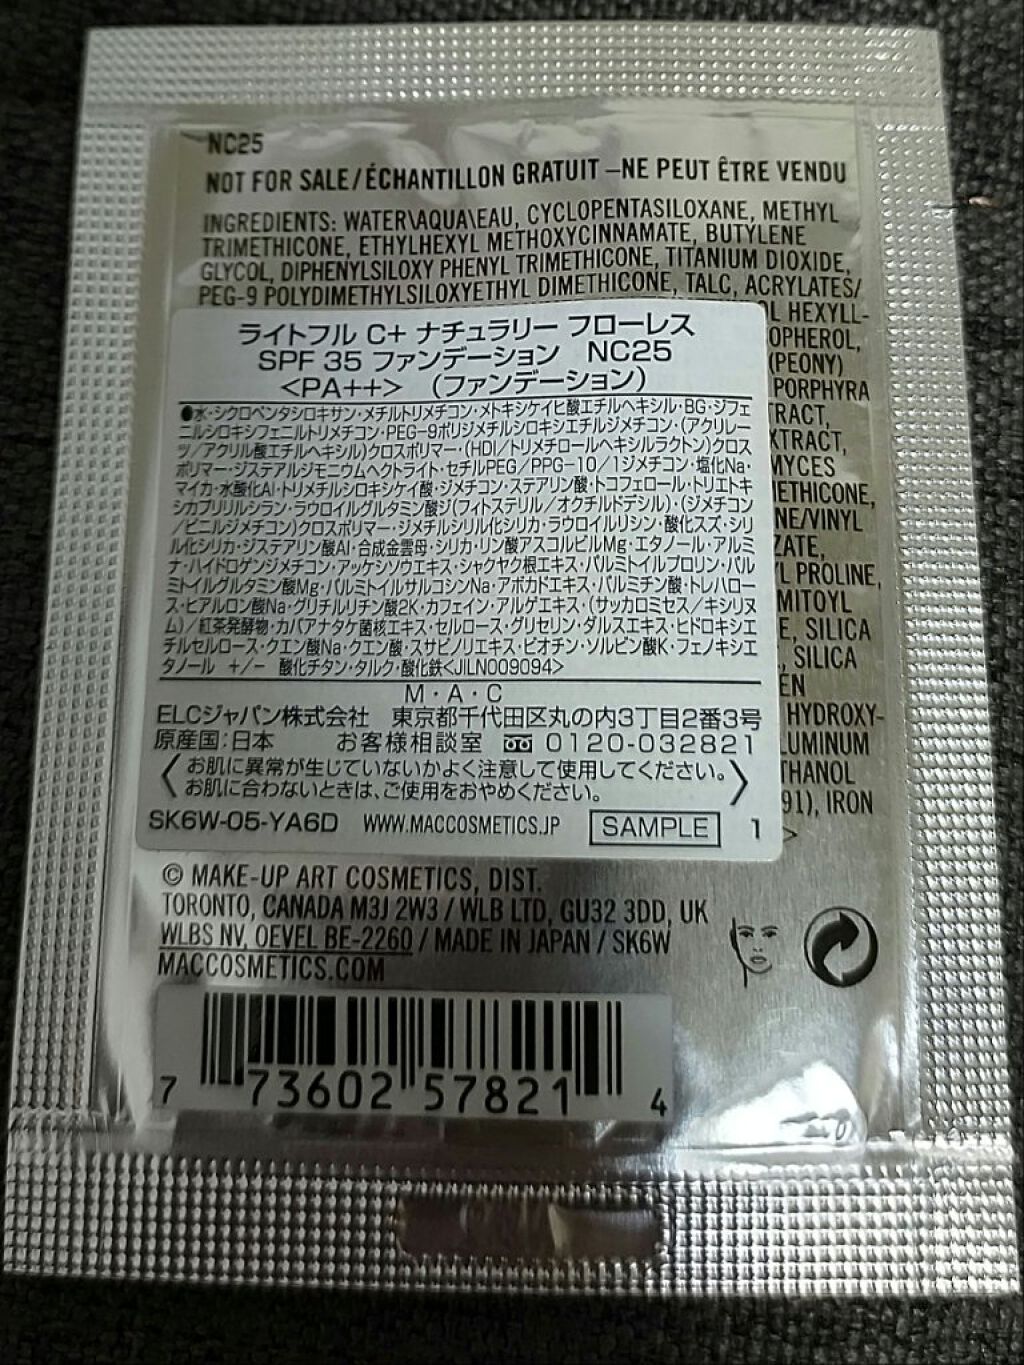 NC25
NOT FOR SALE/ÉCHANTILLON GRATUIT –NE PEUT ÊTRE VENDU
INGREDIENTS: WATER\AQUA\EAU, CYCLOPENTASILOXANE, METHYL
TRIMETHICONE, ETHYLHEXYL METHOXYCINNAMATE, BUTYLENE
GLYCOL, DIPHENYLSILOXY PHENYL TRIMETHICONE, TITANIUM DIOXIDE,
PEG-9 POLYDIMETHYLSILOXYETHYL DIMETHICONE, TALC, ACRYLATES/
OL HEXYLL-
OPHEROL,
(PEONY)
PORPHYRA
TRACT,
XTRACT,
MYCES
METHICONE,
NE/VINYL
ZATE,
YL PROLINE,
MITOYL
E, SILICA
, SILICA
EN
HYDROXY-
LUMINUM
THANOL
91), IRON
>
ライトフル C+ ナチュラリー フローレス
SPF 35 ファンデーション NC25
<PA++> (ファンデーション)
●水・シクロペンタシロキサン・メチルトリメチコン・メトキシケイヒ酸エチルヘキシル・BG・ジフェ
ニルシロキシフェニルトリメチコン・PEG-9ポリジメチルシロキシエチルジメチコン・(アクリレー
ツ/アクリル酸エチルヘキシル)クロスポリマー・(HDI/トリメチロールヘキシルラクトン)クロス
ポリマー・ジステアルジモニウムヘクトライト・セチルPEG/PPG-10/1ジメチコン・塩化Na・
マイカ・水酸化Al・トリメチルシロキシケイ酸・ジメチコン・ステアリン酸・トコフェロール・トリエトキ
シカプリリルシラン・ラウロイルグルタミン酸ジ(フィトステリル/オクチルドデシル)・(ジメチコン
/ビニルジメチコン)クロスポリマー・ジメチルシリル化シリカ・ラウロイルリシン・酸化スズ・シリ
ル化シリカ・ジステアリン酸Al・合成金雲母・シリカ・リン酸アスコルビルMg・エタノール・アルミ
ナ・ハイドロゲンジメチコン・アッケシソウエキス・シャクヤク根エキス・パルミトイルプロリン・パル
ミトイルグルタミン酸Mg・パルミトイルサルコシンNa・アボカドエキス・パルミチン酸・トレハロー
ス・ヒアルロン酸Na・グリチルリチン酸2K・カフェイン・アルゲエキス・(サッカロミセス/キシリヌ
ム)/紅茶発酵物・カバアナタケ菌核エキス・セルロース・グリセリン・ダルスエキス・ヒドロキシエ
チルセルロース・クエン酸Na・クエン酸・スサビノリエキス・ビオチン・ソルビン酸K・フェノキシエ
タノール +/- 酸化チタン・タルク・酸化鉄<JILN009094>
M・A・C
ELCジャパン株式会社 東京都千代田区丸の内3丁目2番3号
原産国:日本 お客様相談室 0120-032821
〈お肌に異常が生じていないかよく注意して使用してください。〉
お肌に合わないときは、ご使用をおやめください。
SK6W-05-YA6D WWW.MACCOSMETICS.JP SAMPLE 1
© MAKE-UP ART COSMETICS, DIST.
TORONTO, CANADA M3J 2W3 / WLB LTD, GU32 3DD, UK
WLBS NV, OEVEL BE-2260 / MADE IN JAPAN / SK6W
MACCOSMETICS.COM
7 73602 57821 4